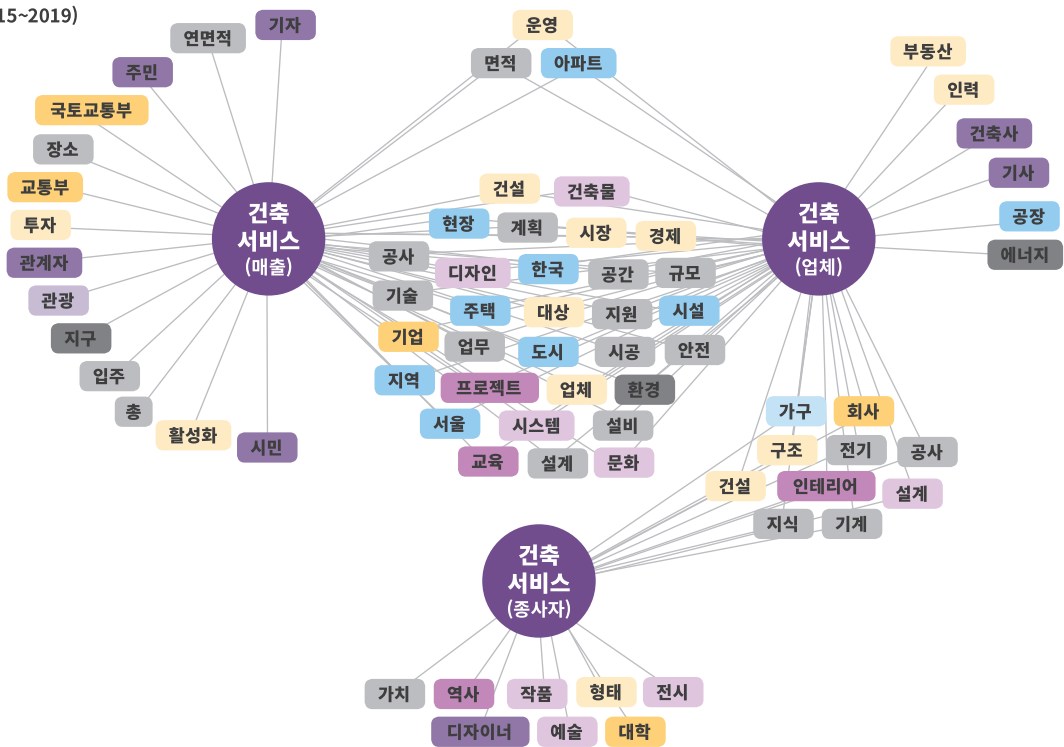 15~2019)
기자
연면적
주민
국토교통부
장소
교통부
투자
관계자
관광
지구
입주
총
활성화
시민
건축
서비스
(매출)
운영
면적
아파트
건설
건축물
현장
계획
시장
경제
공사
디자인
한국
공간
규모
기술
주택
대상
지원
시설
기업
업무
도시
시공
안전
지역
프로젝트
업체
환경
서울
시스템
설비
교육
설계
문화
건축
서비스
(업체)
부동산
인력
건축사
기사
공장
에너지
가구
회사
구조
전기
공사
건설
인테리어
설계
지식
기계
건축
서비스
(종사자)
가치
역사
작품
형태
전시
디자이너
예술
대학